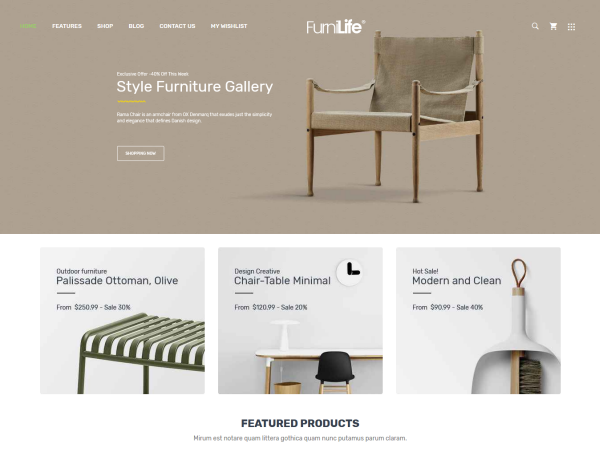 HOME FEATURES SHOP BLOG CONTACT US MY WISHLIST
FurniLife®
Exclusive Offer -40% Off This Week
Style Furniture Gallery
Rama Chair is an armchair from OX Denmarq that exudes just the simplicity
and elegance that defines Danish design.
SHOPPING NOW
Outdoor furniture
Palissade Ottoman, Olive
From $250.99 - Sale 30%
Design Creative
Chair-Table Minimal
From $120.99 - Sale 20%
Hot Sale!
Modern and Clean
From $90.99 - Sale 40%
FEATURED PRODUCTS
Mirum est notare quam littera gothica quam nunc putamus parum claram.